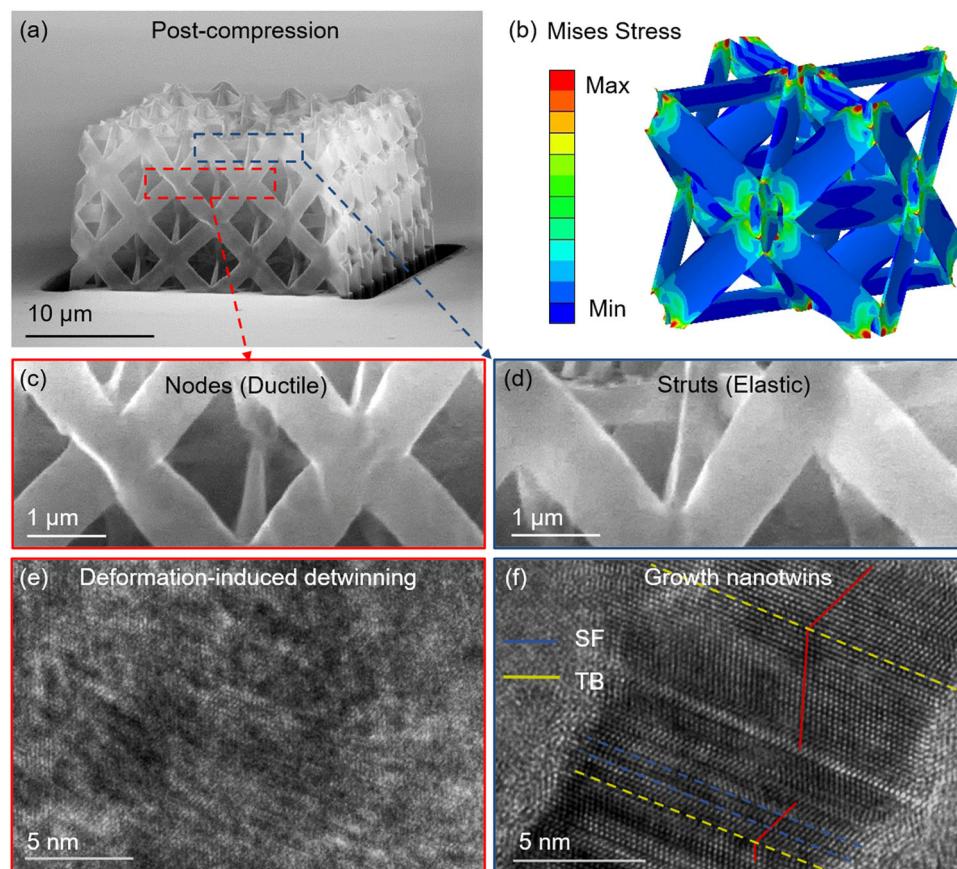 (a)
Post-compression
10 μm
(b) Mises Stress
Max
Min
(c)
Nodes (Ductile)
1 μm
(d)
Struts (Elastic)
1 μm
(e)
Deformation-induced detwinning
5 nm
(f)
Growth nanotwins
SF
TB
5 nm